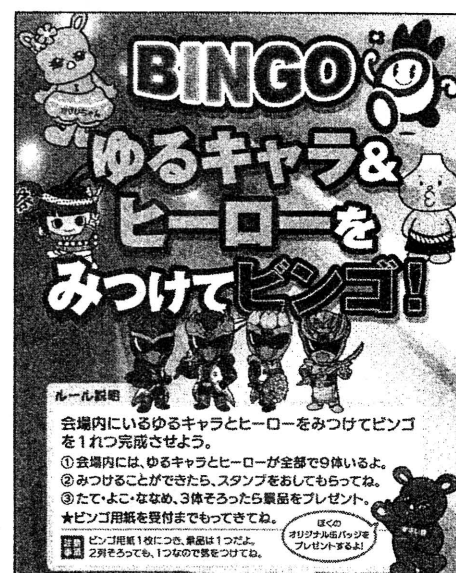 BINGO
ゆるキャラ&
ヒーローを
みつけてビンゴ!
ルール説明
会場内にいるゆるキャラとヒーローをみつけてビンゴ
を1れつ完成させよう。
①会場内には、ゆるキャラとヒーローが全部で9体いるよ。
②みつけることができたら、スタンプをおしてもらってね。
③たて・よこ・ななめ、3体そろったら景品をプレゼント。
★ビンゴ用紙を受付までもってきてね。
ビンゴ用紙1枚につき、景品は1つだよ。
2列そろっても、1つなので気をつけてね。
ぼくの
オリジナル缶バッジを
プレゼントするよ!